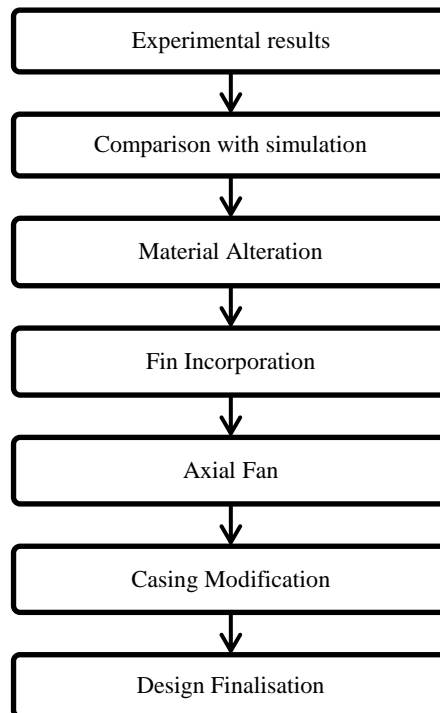 Experimental results
Comparison with simulation
Material Alteration
Fin Incorporation
Axial Fan
Casing Modification
Design Finalisation